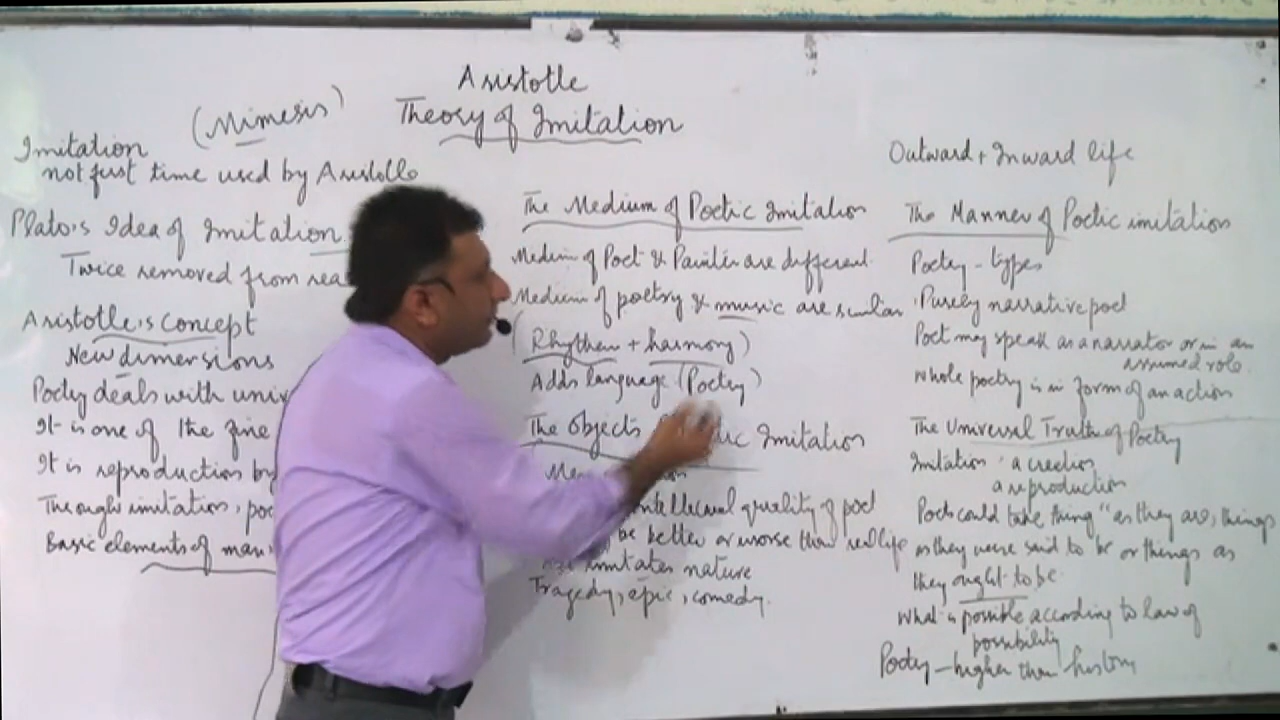 Aristotle
Theory of Imitation
(Mimesis)
Imitation
not first time used by Aristotle
Plato's Idea of Imitation
Twice removed from
Aristotle's Concept
New dimensions
Poetry deals with
It is one of the fine
It is reproduction by
Through imitation,
Basic elements of
The Medium of Poetic Imitation
Medium of Poet & Painter are different
Medium of poetry & music are similar
(Rhythm + harmony)
Adds language (Poetry)
The Objects Imitation
intellectual quality of poet
be better or worse than real life
imitates nature
Tragedy, epic, comedy.
Outward + Inward life
The Manner of Poetic imitation
Poetry - types
Purely narrative poet
Poet may speak as a narrator or in an
assumed role.
Whole poetry is in form of an action
The Universal Truth of Poetry
Imitation a creation
a reproduction
Poets could take thing "as they are, things
as they were said to be or things as
they ought to be
What is possible according to law of
possibility
Poetry - higher than history